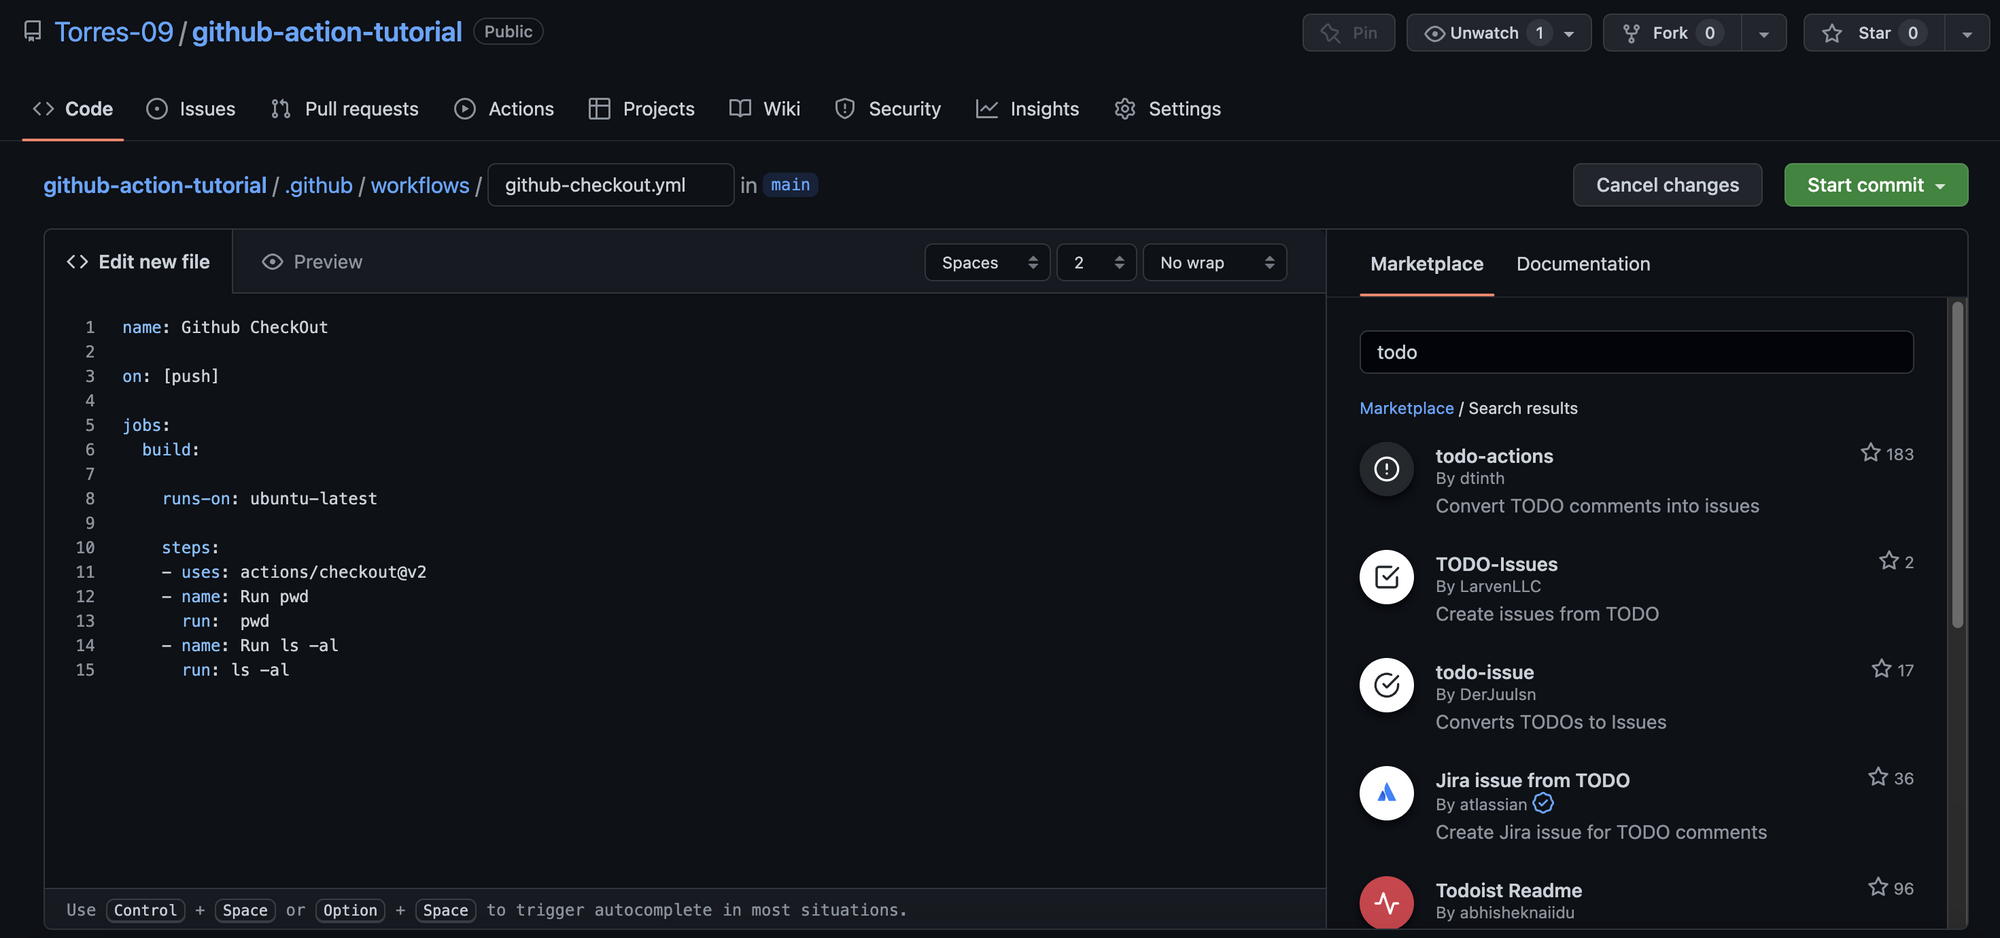 Torres-09 / github-action-tutorial Public
Pin Unwatch 1 Fork 0 Star 0
Code Issues Pull requests Actions Projects Wiki Security Insights Settings
github-action-tutorial / .github / workflows / github-checkout.yml in main
Cancel changes Start commit
Edit new file Preview Spaces 2 No wrap
1 name: Github CheckOut
2
3 on: [push]
4
5 jobs:
6 build:
7
8 runs-on: ubuntu-latest
9
10 steps:
11 - uses: actions/checkout@v2
12 - name: Run pwd
13 run:  pwd
14 - name: Run ls -al
15 run: ls -al
Use Control + Space or Option + Space to trigger autocomplete in most situations.
Marketplace Documentation
todo
Marketplace / Search results
todo-actions 183
By dtinth
Convert TODO comments into issues
TODO-Issues 2
By LarvenLLC
Create issues from TODO
todo-issue 17
By DerJuulsn
Converts TODOs to Issues
Jira issue from TODO 36
By atlassian
Create Jira issue for TODO comments
Todoist Readme 96
By abhisheknaiidu